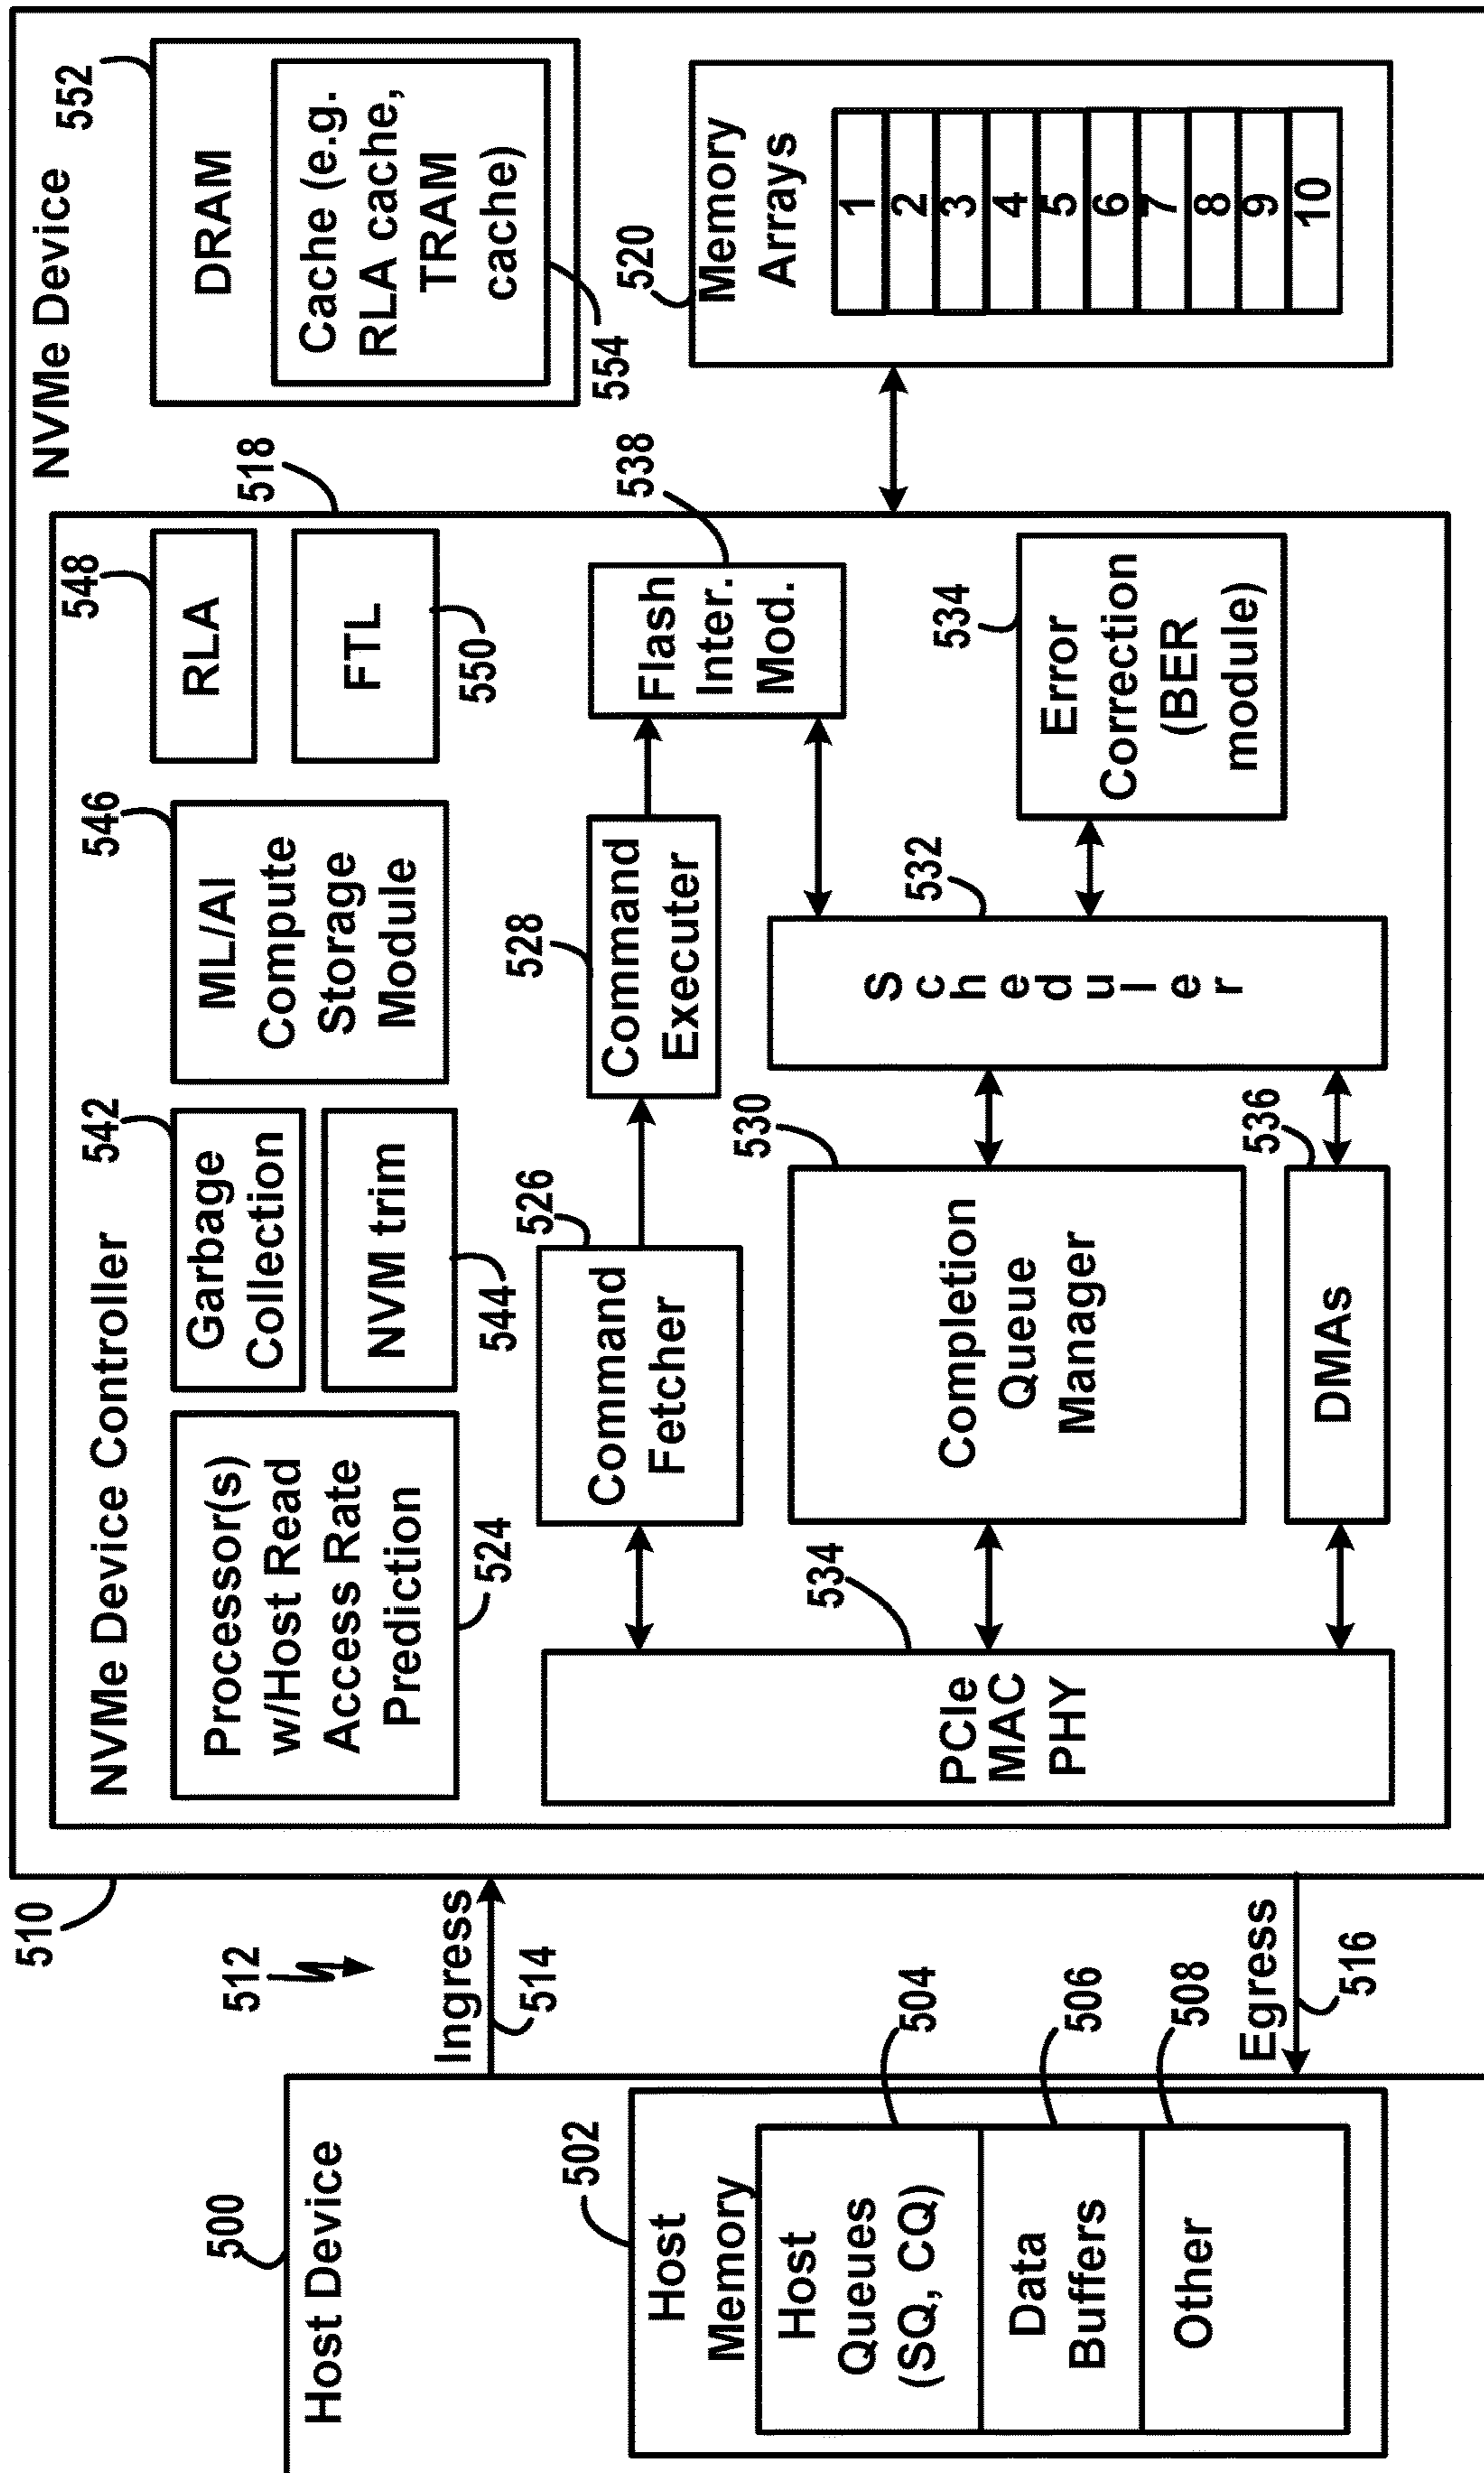 500
Host Device
502
Host
Memory
Host
Queues
(SQ, CQ)
504
Data
Buffers
506
Other
508
512
Ingress
514
Egress
516
510
NVMe Device
NVMe Device Controller
518
Processor(s)
w/Host Read
Access Rate
Prediction
524
542
Garbage
Collection
NVM trim
544
546
ML/AI
Compute
Storage
Module
548
RLA
FTL
550
526
Command
Fetcher
528
Command
Executer
538
Flash
Inter.
Mod.
534
PCIe
MAC
PHY
530
Completion
Queue
Manager
536
DMAs
532
Scheduler
534
Error
Correction
(BER
module)
552
DRAM
Cache (e.g.
RLA cache,
TRAM
cache)
554
520
Memory
Arrays
1
2
3
4
5
6
7
8
9
10